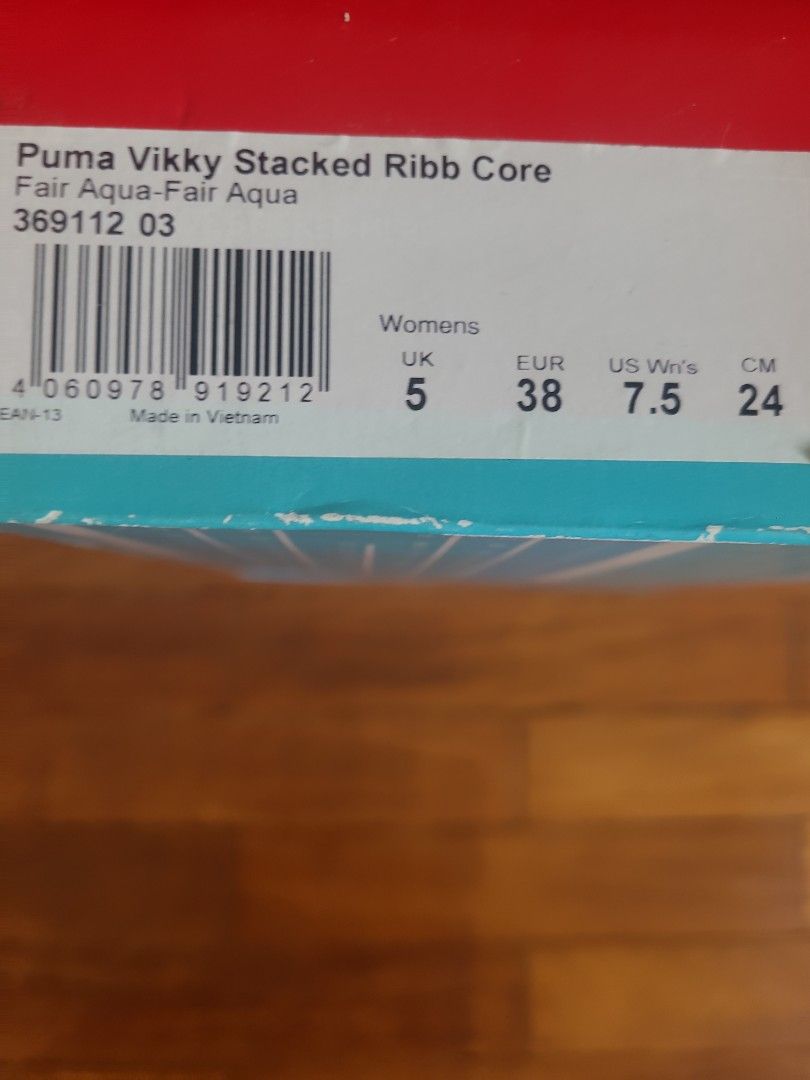 Puma Vikky Stacked Ribb Core
Fair Aqua-Fair Aqua
369112 03
4 060978 919212
EAN-13 Made in Vietnam
Womens
UK EUR US Wn's CM
5 38 7.5 24